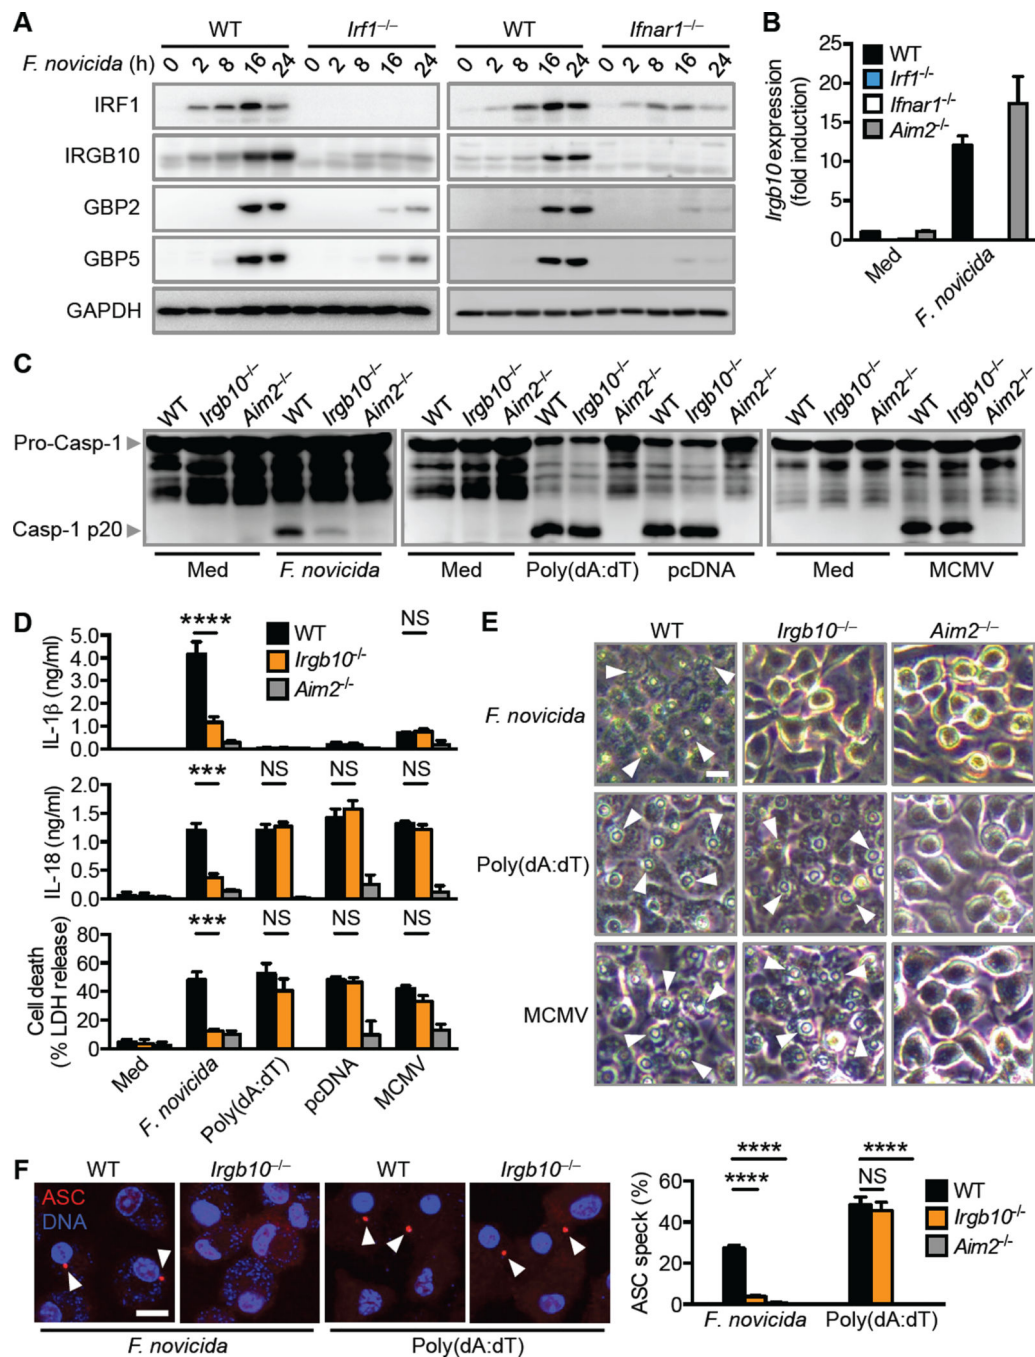 A
WT Irf1–/– WT Ifnar1–/–
F. novicida (h) 0 2 8 16 24 0 2 8 16 24 0 2 8 16 24 0 2 8 16 24
IRF1
IRGB10
GBP2
GBP5
GAPDH
B
Irgb10 expression
(fold induction)
25
20
15
10
5
0
WT
Irf1-/-
Ifnar1-/-
Aim2-/-
Med F. novicida
C
WT Irgb10–/– Aim2–/– WT Irgb10–/– Aim2–/– WT Irgb10–/– Aim2–/– WT Irgb10–/– Aim2–/– WT Irgb10–/– Aim2–/– WT Irgb10–/– Aim2–/– WT Irgb10–/– Aim2–/–
Pro-Casp-1
Casp-1 p20
Med F. novicida Med Poly(dA:dT) pcDNA Med MCMV
D
IL-1β (ng/ml)
5.0
4.0
3.0
2.0
1.0
0.0
**** NS
WT
Irgb10-/-
Aim2-/-
IL-18 (ng/ml)
2.0
1.5
1.0
0.5
0.0
*** NS NS NS
Cell death
(% LDH release)
80
60
40
20
0
*** NS NS NS
Med F. novicida Poly(dA:dT) pcDNA MCMV
E
WT Irgb10–/– Aim2–/–
F. novicida
Poly(dA:dT)
MCMV
F
WT Irgb10–/– WT Irgb10–/–
ASC
DNA
F. novicida Poly(dA:dT)
ASC speck (%)
60
40
20
0
**** ****
**** NS
WT
Irgb10-/-
Aim2-/-
F. novicida Poly(dA:dT)